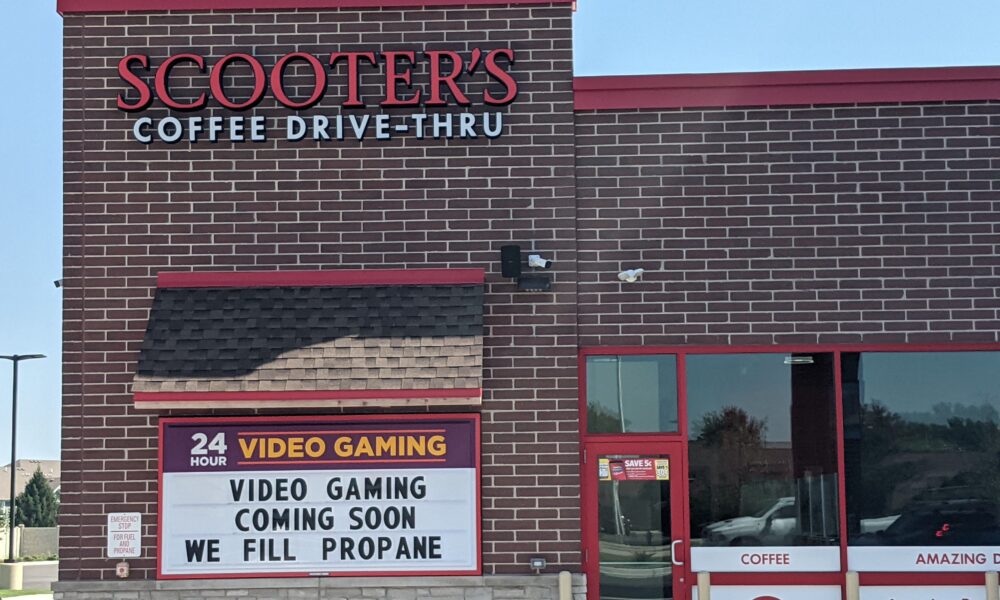 SCOOTER'S
COFFEE DRIVE-THRU
24
HOUR
VIDEO GAMING
VIDEO GAMING
COMING SOON
WE FILL PROPANE
EMERGENCY
STOP
FOR FUEL
AND
PROPANE
SAVE 5¢
COFFEE
AMAZING D